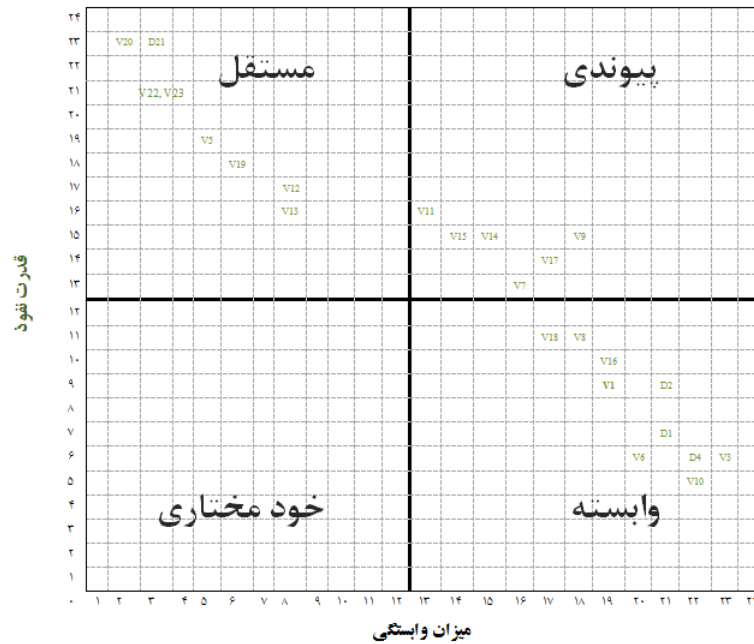 ۲۴
۲۳ V20 D21
۲۲ مستقل پیوندی
۲۱ V22, V23
۲۰
۱۹ V5
۱۸ V19
۱۷ V12
۱۶ V13 V11
۱۵ V15 V14 V9
۱۴ V17
۱۳ V7
قدرت نفوذ
۱۲
۱۱ V18 V8
۱۰ V16
۹ V1 D2
۸
۷ D1
۶ V6 D4 V3
۵ V10
۴ خود مختاری وابسته
۳
۲
۱
۰ ۱ ۲ ۳ ۴ ۵ ۶ ۷ ۸ ۹ ۱۰ ۱۱ ۱۲ ۱۳ ۱۴ ۱۵ ۱۶ ۱۷ ۱۸ ۱۹ ۲۰ ۲۱ ۲۲ ۲۳
میزان وابستگی